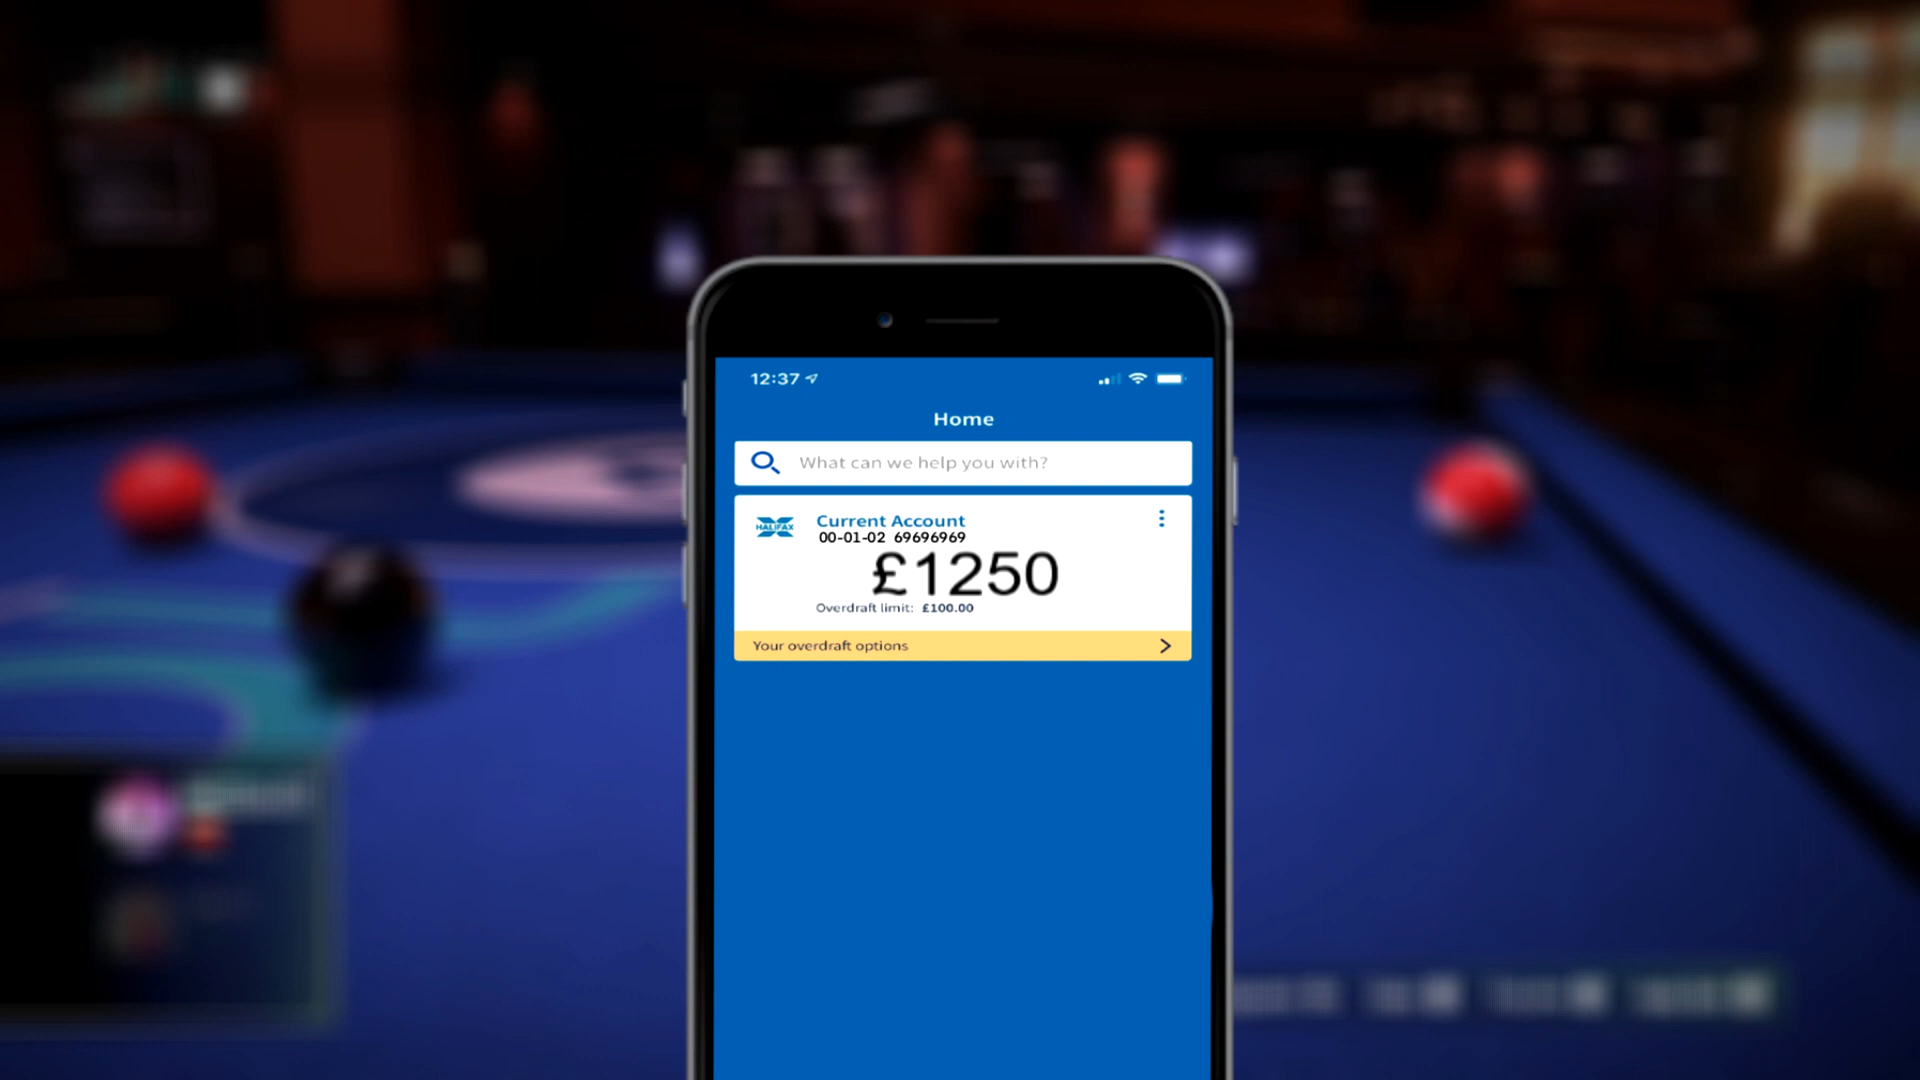 12:37
Home
What can we help you with?
HALIFAX
Current Account
00-01-02 69696969
£1250
Overdraft limit: £100.00
Your overdraft options